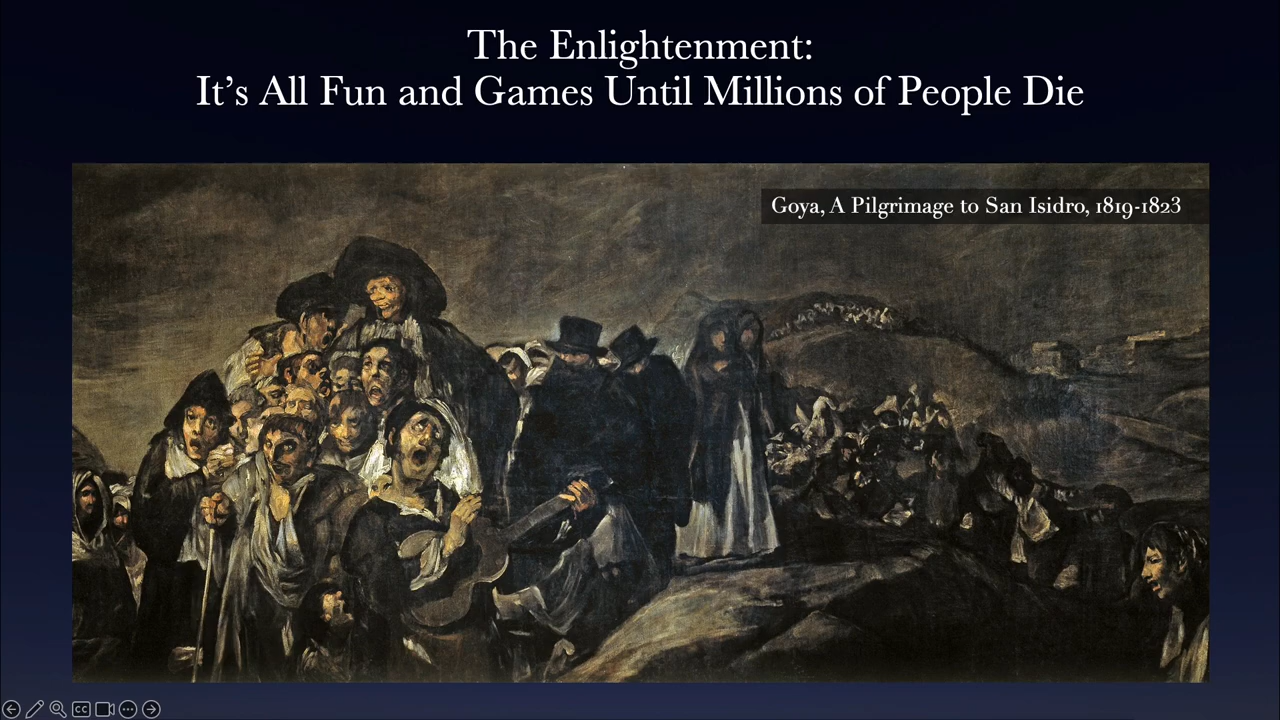 The Enlightenment:
It's All Fun and Games Until Millions of People Die
Goya, A Pilgrimage to San Isidro, 1819-1823
CC